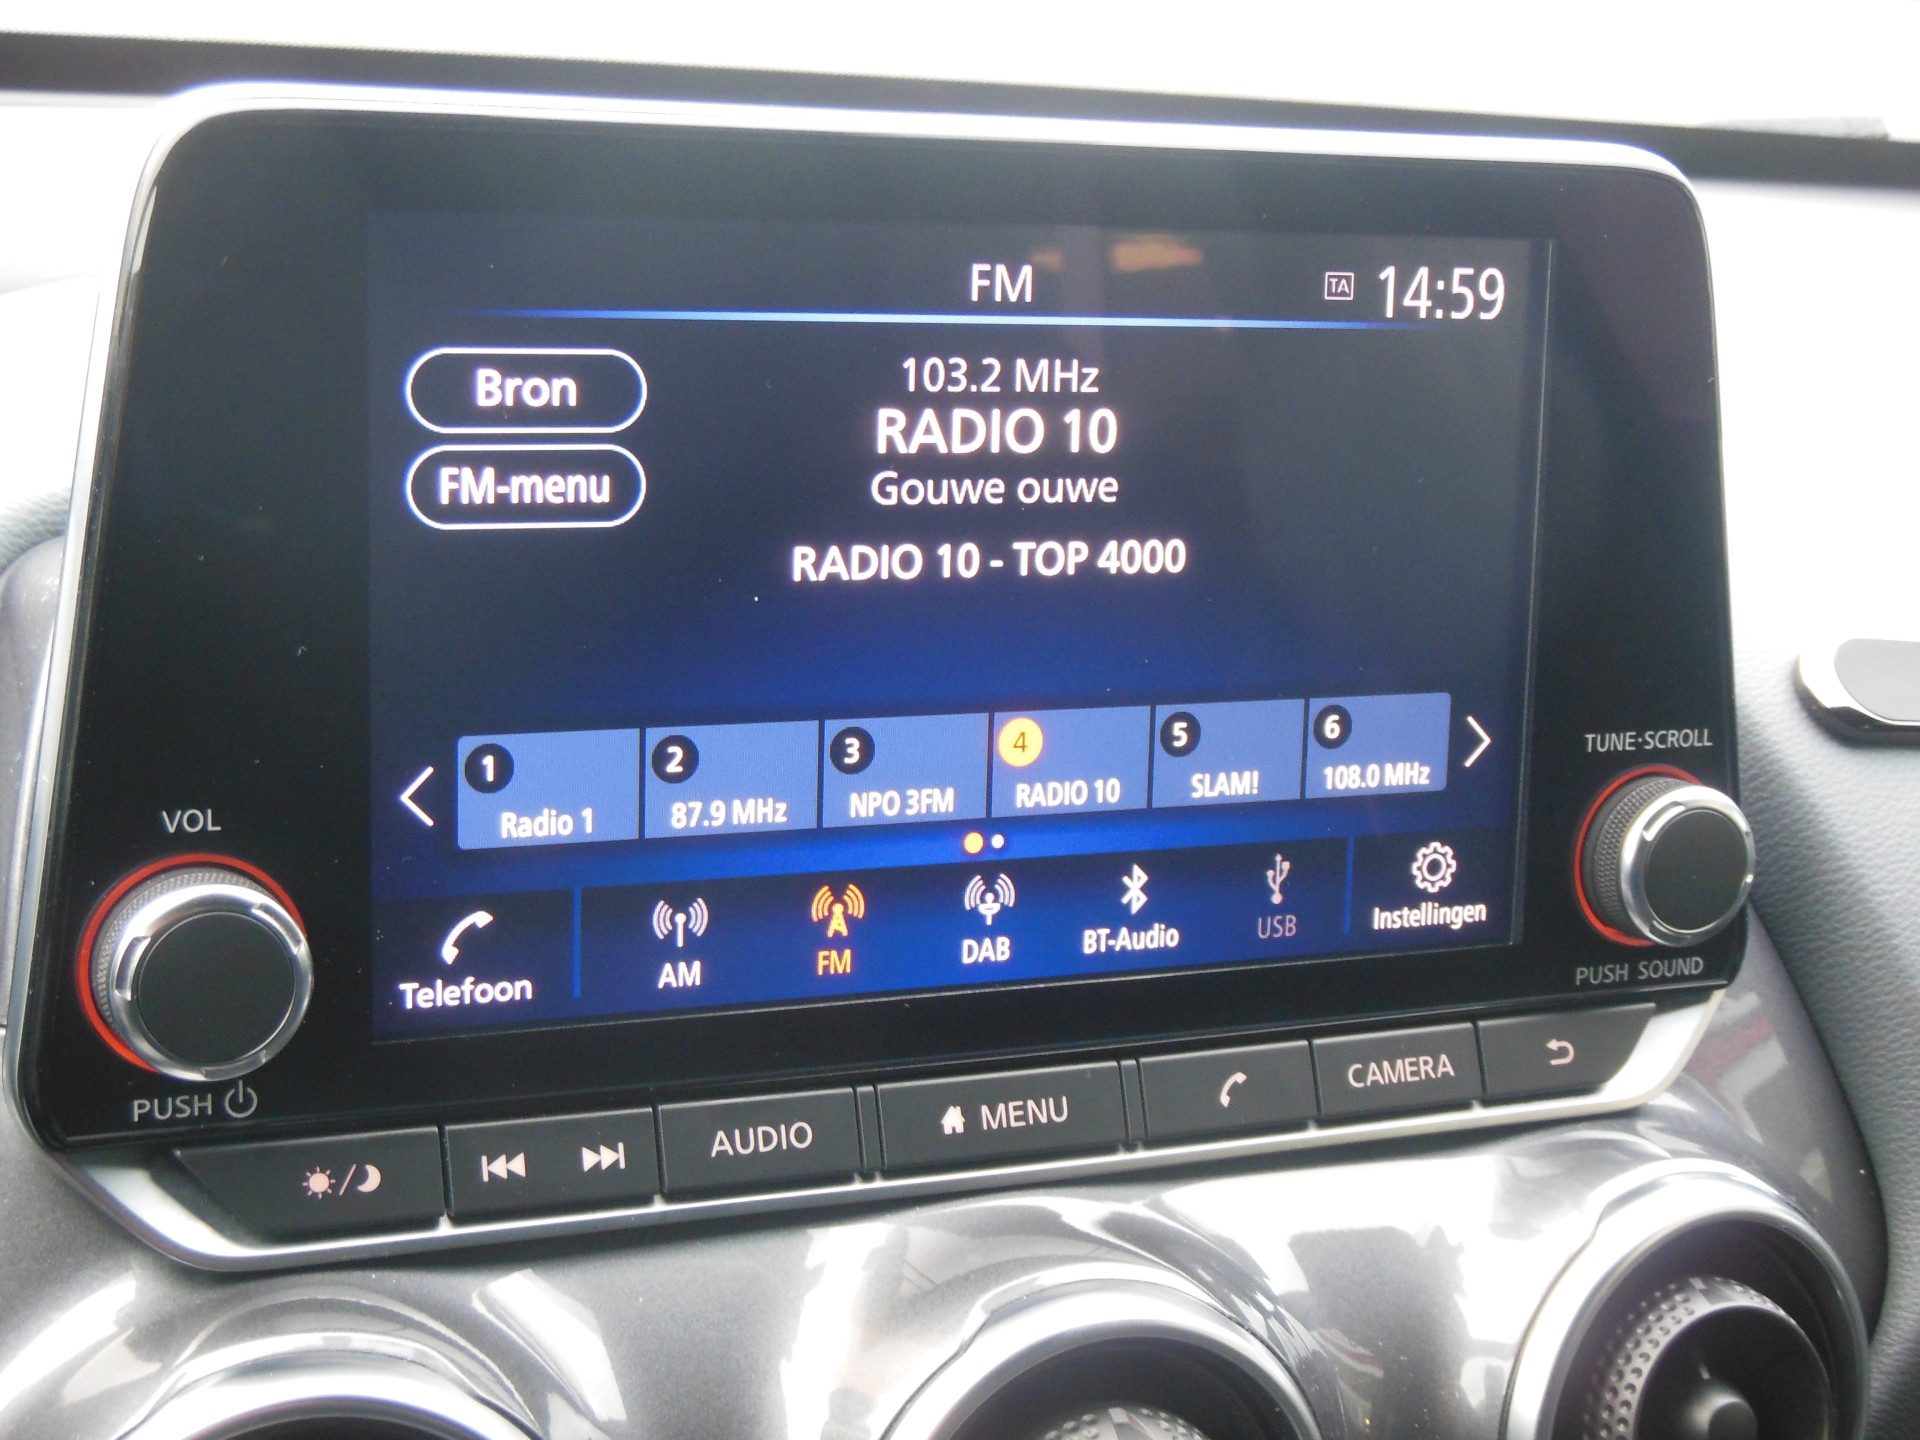 FM
TA 14:59
Bron
FM-menu
103.2 MHz
RADIO 10
Gouwe ouwe
RADIO 10 - TOP 4000
1 Radio 1
2 87.9 MHz
3 NPO 3FM
4 RADIO 10
5 SLAM!
6 108.0 MHz
Telefoon
AM
FM
DAB
BT-Audio
USB
Instellingen
VOL
PUSH
TUNE·SCROLL
PUSH SOUND
AUDIO
MENU
CAMERA